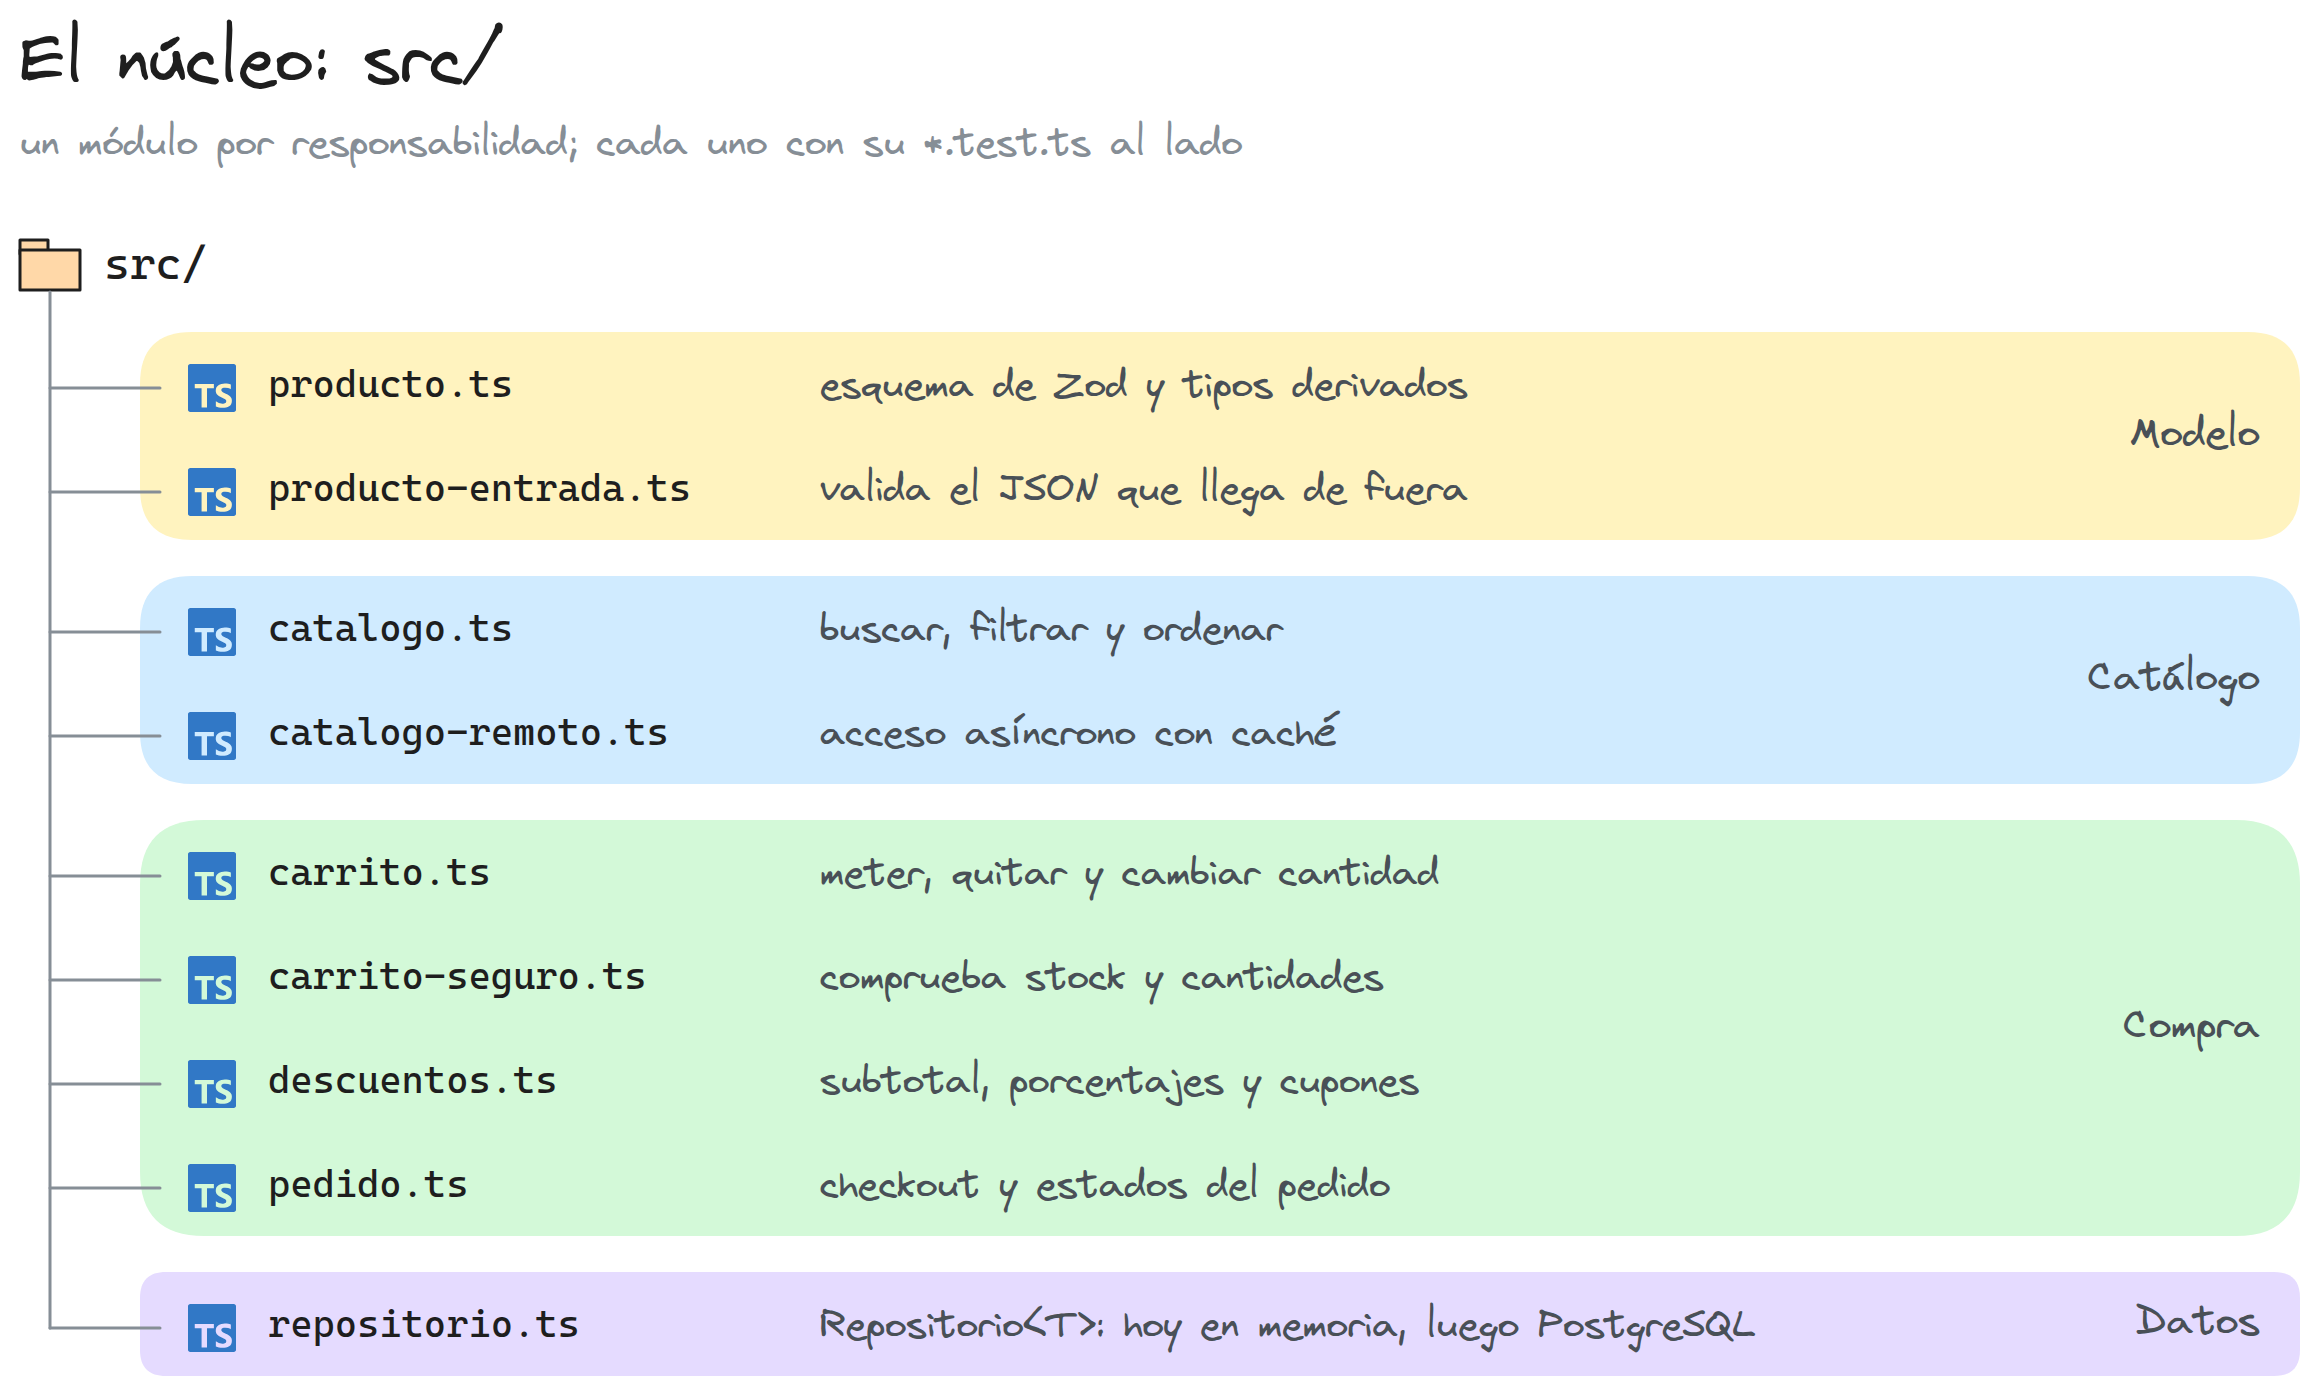 El núcleo: src/
un módulo por responsabilidad; cada uno con su *.test.ts al lado
src/
TS producto.ts esquema de Zod y tipos derivados
Modelo
TS producto-entrada.ts valida el JSON que llega de fuera
TS catalogo.ts buscar, filtrar y ordenar
Catálogo
TS catalogo-remoto.ts acceso asíncrono con caché
TS carrito.ts meter, quitar y cambiar cantidad
TS carrito-seguro.ts comprueba stock y cantidades
Compra
TS descuentos.ts subtotal, porcentajes y cupones
TS pedido.ts checkout y estados del pedido
TS repositorio.ts Repositorio<T>: hoy en memoria, luego PostgreSQL Datos